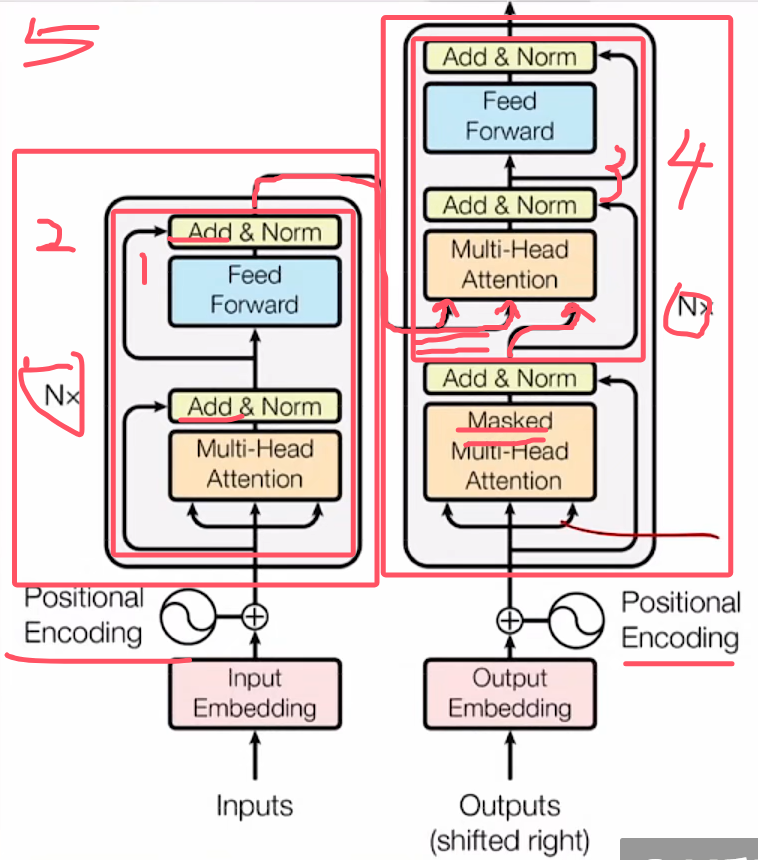 5
4
2
1
3
Add & Norm
Feed
Forward
Add & Norm
Multi-Head
Attention
Nx
Positional
Encoding
Input
Embedding
Inputs
Add & Norm
Feed
Forward
Add & Norm
Multi-Head
Attention
Nx
Add & Norm
Masked
Multi-Head
Attention
Positional
Encoding
Output
Embedding
Outputs
(shifted right)